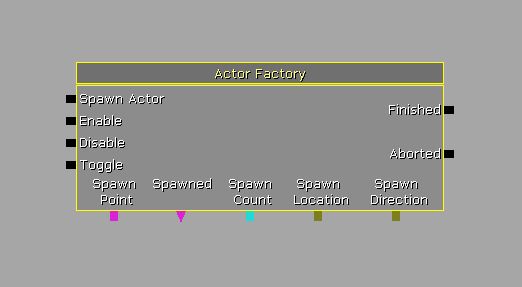 Actor Factory
Spawn Actor
Enable
Disable
Toggle
Finished
Aborted
Spawn Point
Spawned
Spawn Count
Spawn Location
Spawn Direction